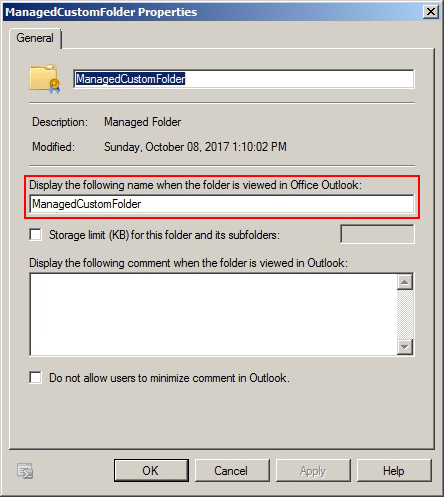 ManagedCustomFolder Properties
General
ManagedCustomFolder
Description: Managed Folder
Modified: Sunday, October 08, 2017 1:10:02 PM
Display the following name when the folder is viewed in Office Outlook:
ManagedCustomFolder
Storage limit (KB) for this folder and its subfolders:
Display the following comment when the folder is viewed in Outlook:
Do not allow users to minimize comment in Outlook.
OK Cancel Apply Help